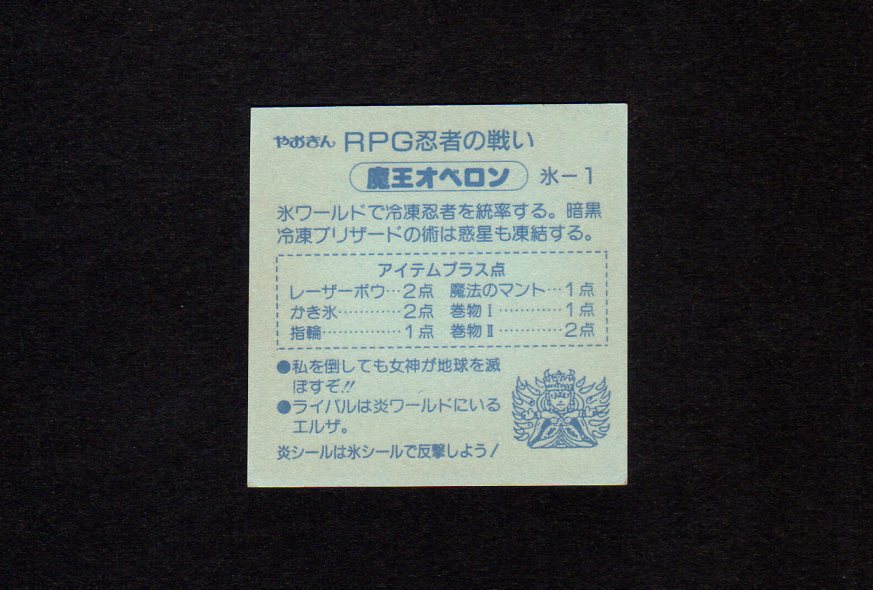 やおきん RPG忍者の戦い
魔王オベロン 氷ー1
氷ワールドで冷凍忍者を統率する。暗黒
冷凍ブリザードの術は惑星も凍結する。
アイテムプラス点
レーザーボウ…2点 魔法のマント…1点
かき氷…………2点 巻物Ⅰ…………1点
指輪……………1点 巻物Ⅱ…………2点
●私を倒しても女神が地球を滅
ぼすぞ!!
●ライバルは炎ワールドにいる
エルザ。
炎シールは氷シールで反撃しよう!